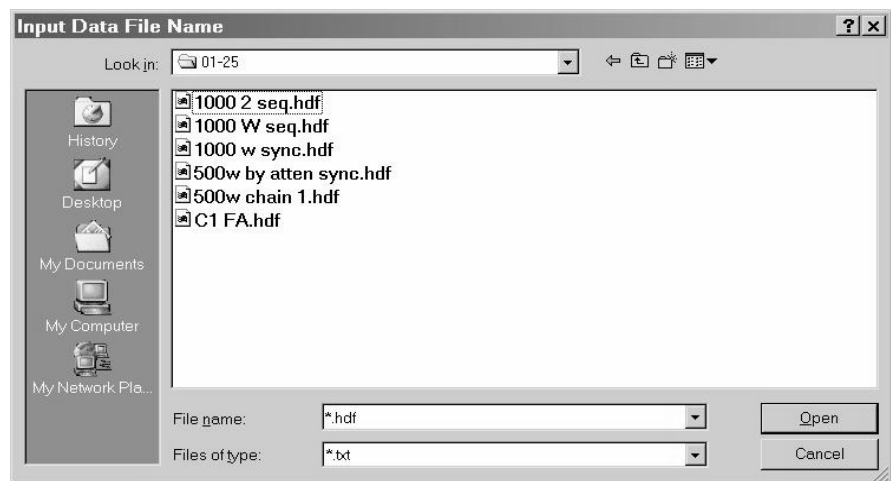 Input Data File Name
Look in: 01-25
History
Desktop
My Documents
My Computer
My Network Pla...
1000 2 seq.hdf
1000 W seq.hdf
1000 w sync.hdf
500w by atten sync.hdf
500w chain 1.hdf
C1 FA.hdf
File name: *.hdf Open
Files of type: *.txt Cancel